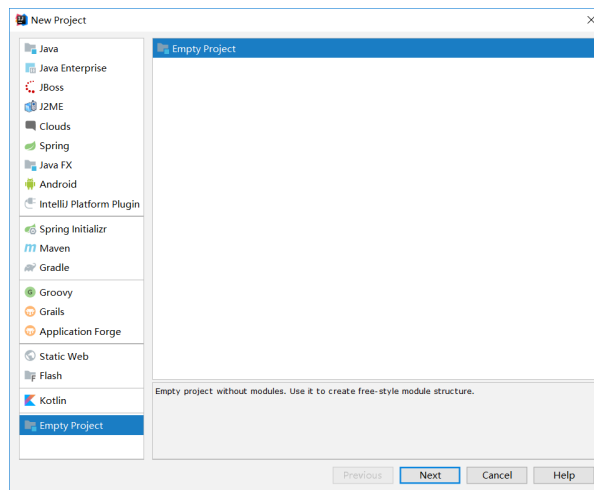 New Project
Java
Java Enterprise
JBoss
J2ME
Clouds
Spring
Java FX
Android
IntelliJ Platform Plugin
Spring Initializr
Maven
Gradle
Groovy
Grails
Application Forge
Static Web
Flash
Kotlin
Empty Project
Empty Project
Empty project without modules. Use it to create free-style module structure.
Previous Next Cancel Help